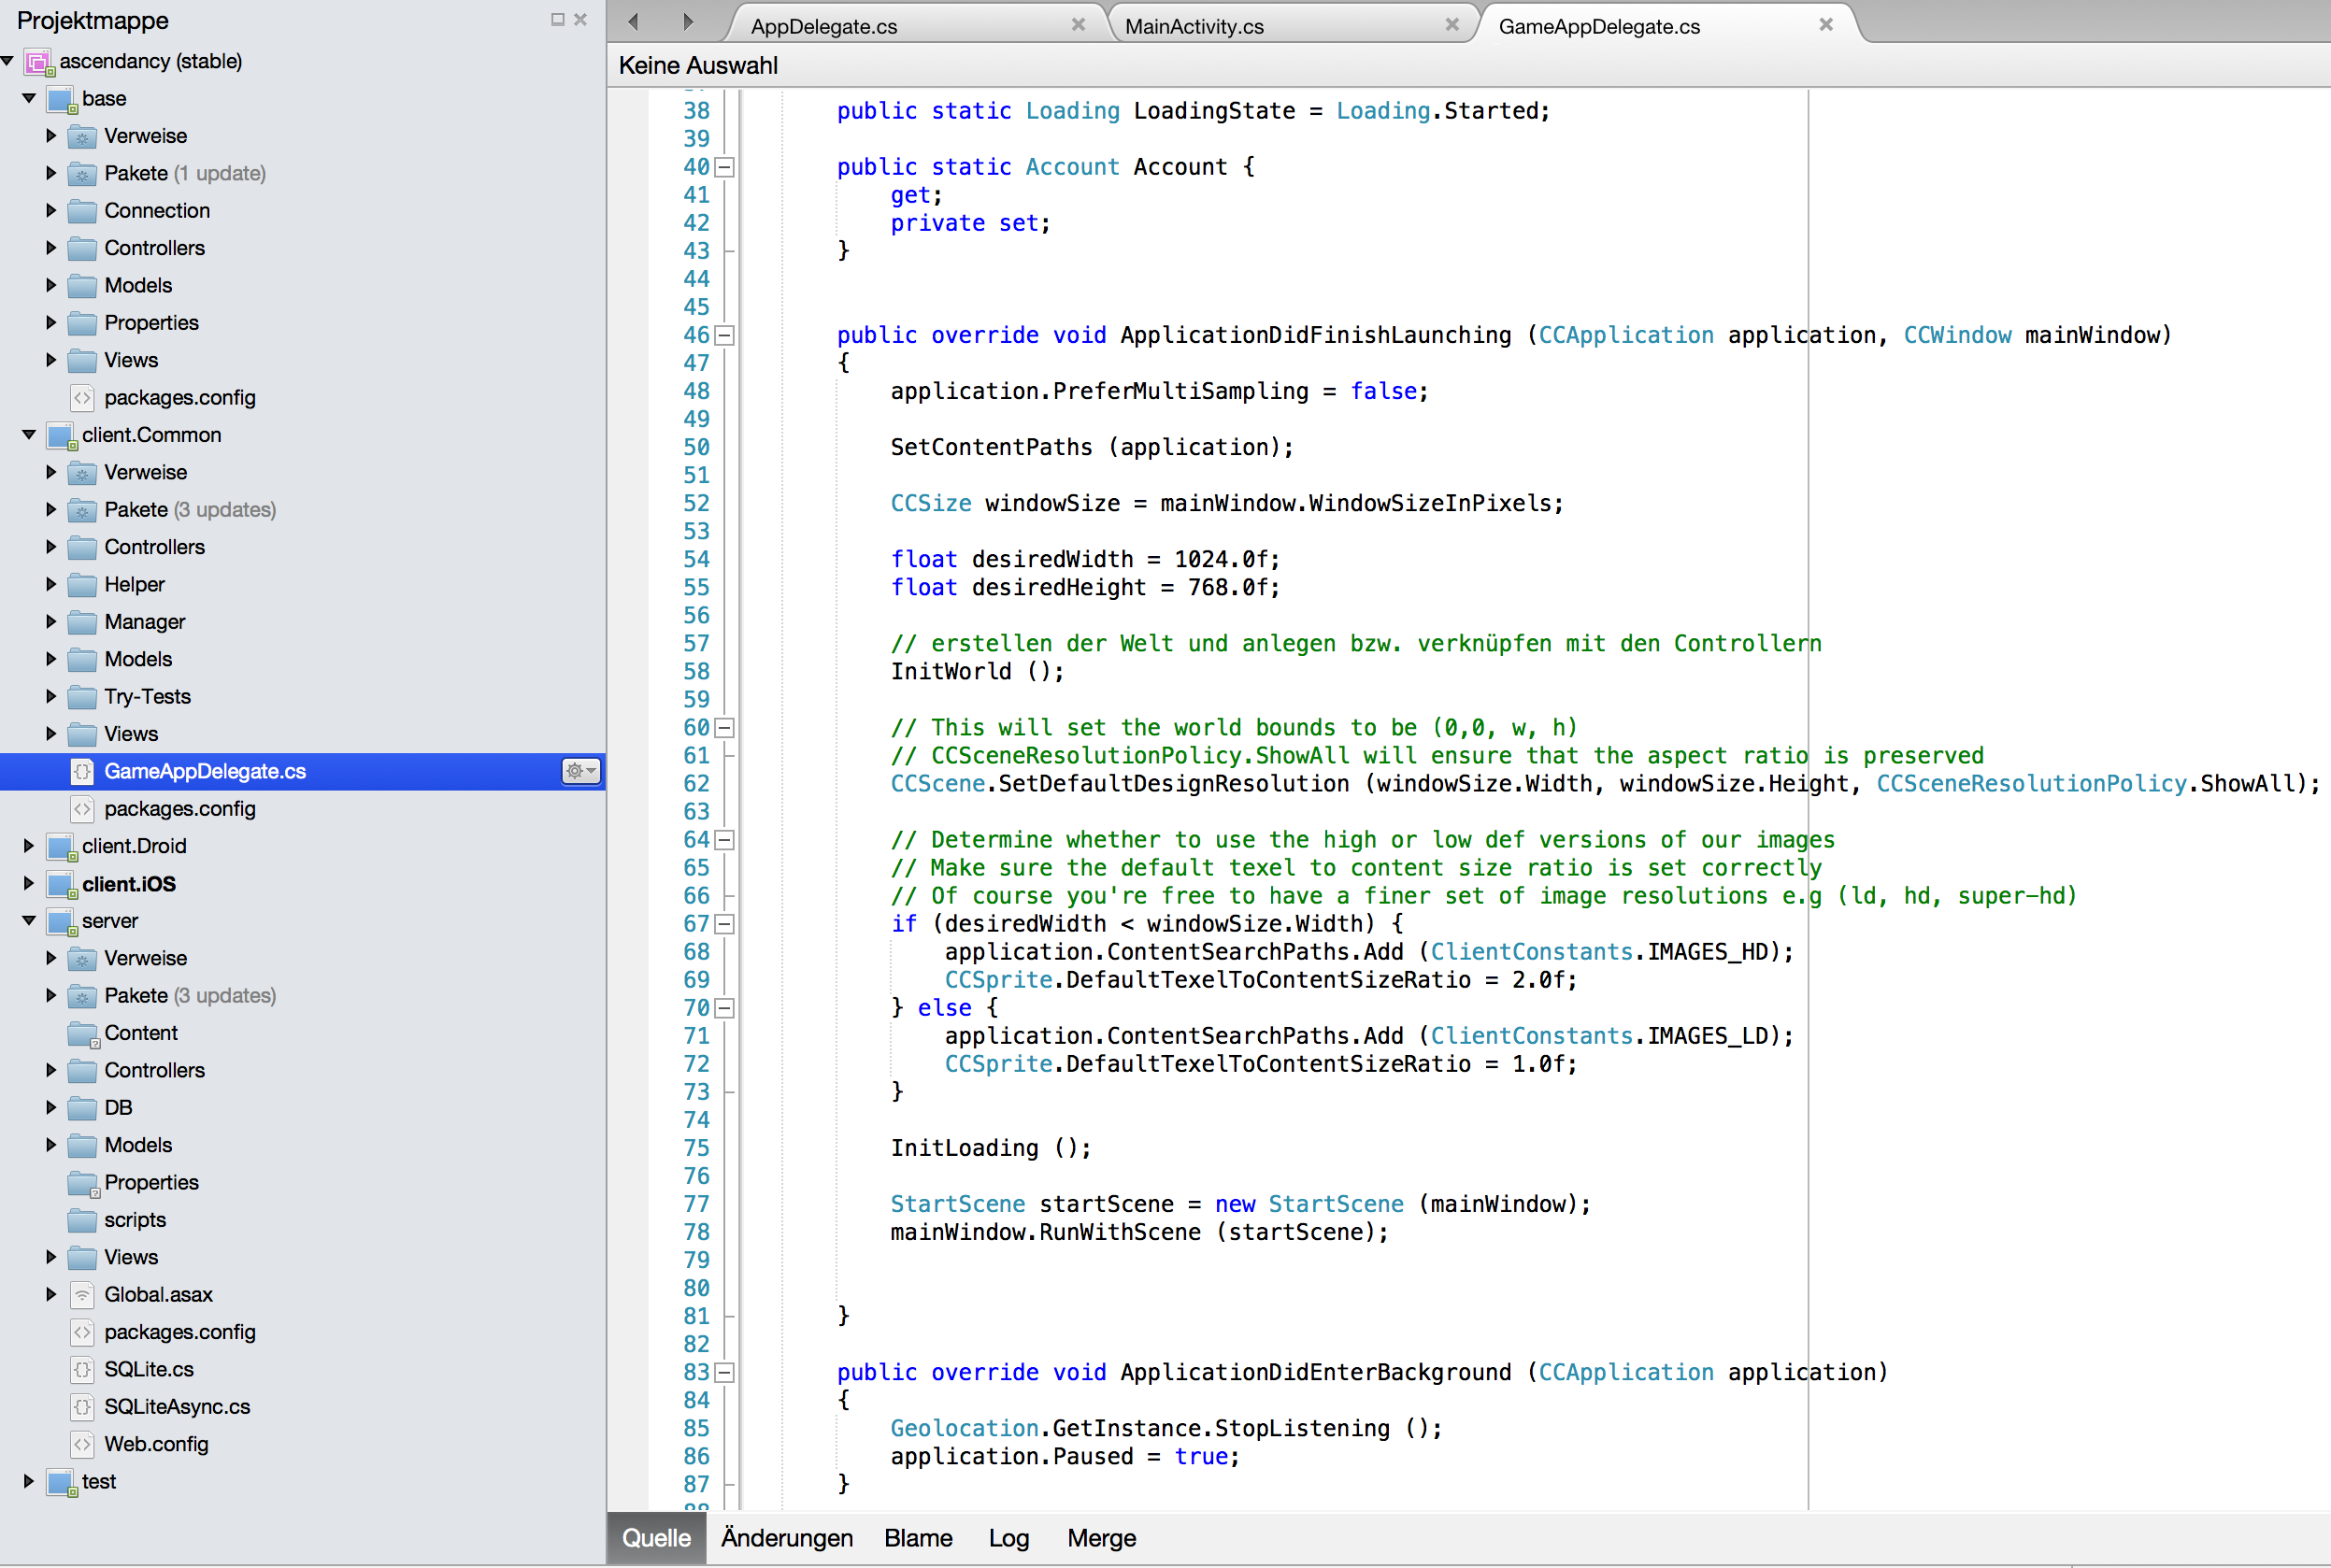 Projektmappe
ascendancy (stable)
base
Verweise
Pakete (1 update)
Connection
Controllers
Models
Properties
Views
packages.config
client.Common
Verweise
Pakete (3 updates)
Controllers
Helper
Manager
Models
Try-Tests
Views
GameAppDelegate.cs
packages.config
client.Droid
client.iOS
server
Verweise
Pakete (3 updates)
Content
Controllers
DB
Models
Properties
scripts
Views
Global.asax
packages.config
SQLite.cs
SQLiteAsync.cs
Web.config
test
AppDelegate.cs
MainActivity.cs
GameAppDelegate.cs
Keine Auswahl
38 public static Loading LoadingState = Loading.Started;
39
40 public static Account Account {
41 get;
42 private set;
43 }
44
45
46 public override void ApplicationDidFinishLaunching (CCApplication application, CCWindow mainWindow)
47 {
48 application.PreferMultiSampling = false;
49
50 SetContentPaths (application);
51
52 CCSize windowSize = mainWindow.WindowSizeInPixels;
53
54 float desiredWidth = 1024.0f;
55 float desiredHeight = 768.0f;
56
57 // erstellen der Welt und anlegen bzw. verknüpfen mit den Controllern
58 InitWorld ();
59
60 // This will set the world bounds to be (0,0, w, h)
61 // CCSceneResolutionPolicy.ShowAll will ensure that the aspect ratio is preserved
62 CCScene.SetDefaultDesignResolution (windowSize.Width, windowSize.Height, CCSceneResolutionPolicy.ShowAll);
63
64 // Determine whether to use the high or low def versions of our images
65 // Make sure the default texel to content size ratio is set correctly
66 // Of course you're free to have a finer set of image resolutions e.g (ld, hd, super-hd)
67 if (desiredWidth < windowSize.Width) {
68 application.ContentSearchPaths.Add (ClientConstants.IMAGES_HD);
69 CCSprite.DefaultTexelToContentSizeRatio = 2.0f;
70 } else {
71 application.ContentSearchPaths.Add (ClientConstants.IMAGES_LD);
72 CCSprite.DefaultTexelToContentSizeRatio = 1.0f;
73 }
74
75 InitLoading ();
76
77 StartScene startScene = new StartScene (mainWindow);
78 mainWindow.RunWithScene (startScene);
79
80
81 }
82
83 public override void ApplicationDidEnterBackground (CCApplication application)
84 {
85 Geolocation.GetInstance.StopListening ();
86 application.Paused = true;
87 }
Quelle
Änderungen
Blame
Log
Merge